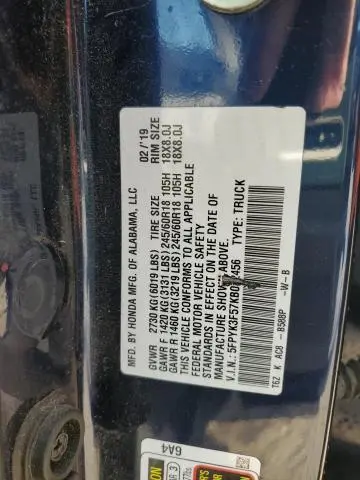 MFD. BY HONDA MFG. OF ALABAMA, LLC 02/'19
GVWR 2730 KG(6019 LBS) TIRE SIZE RIM SIZE
GAWR F 1420 KG(3131 LBS) 245/60R18 105H 18X8.0J
GAWR R 1460 KG(3219 LBS) 245/60R18 105H 18X8.0J
THIS VEHICLE CONFORMS TO ALL APPLICABLE
FEDERAL MOTOR VEHICLE SAFETY
STANDARDS IN EFFECT ON THE DATE OF
MANUFACTURE SHOWN ABOVE.
V.I.N.: TYPE: TRUCK
T6Z K AC8 - B588P -W-B
6A4